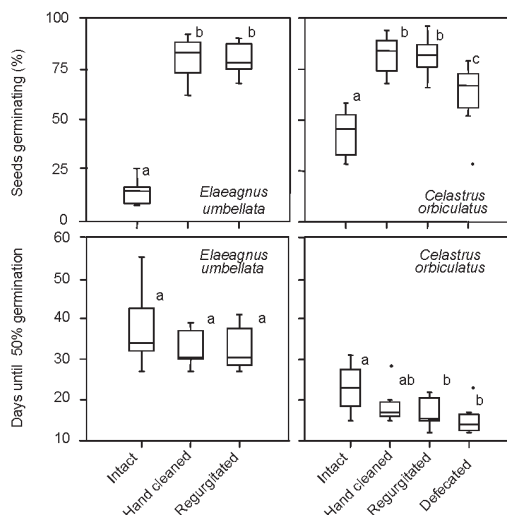 Seeds germinating (%)
100
75
50
25
0
a
b
b
Elaeagnus
umbellata
a
b
b
c
Celastrus
orbiculatus
Days until 50% germination
60
50
40
30
20
10
Elaeagnus
umbellata
a
a
a
Celastrus
orbiculatus
a
ab
b
b
Intact
Hand cleaned
Regurgitated
Intact
Hand cleaned
Regurgitated
Defecated